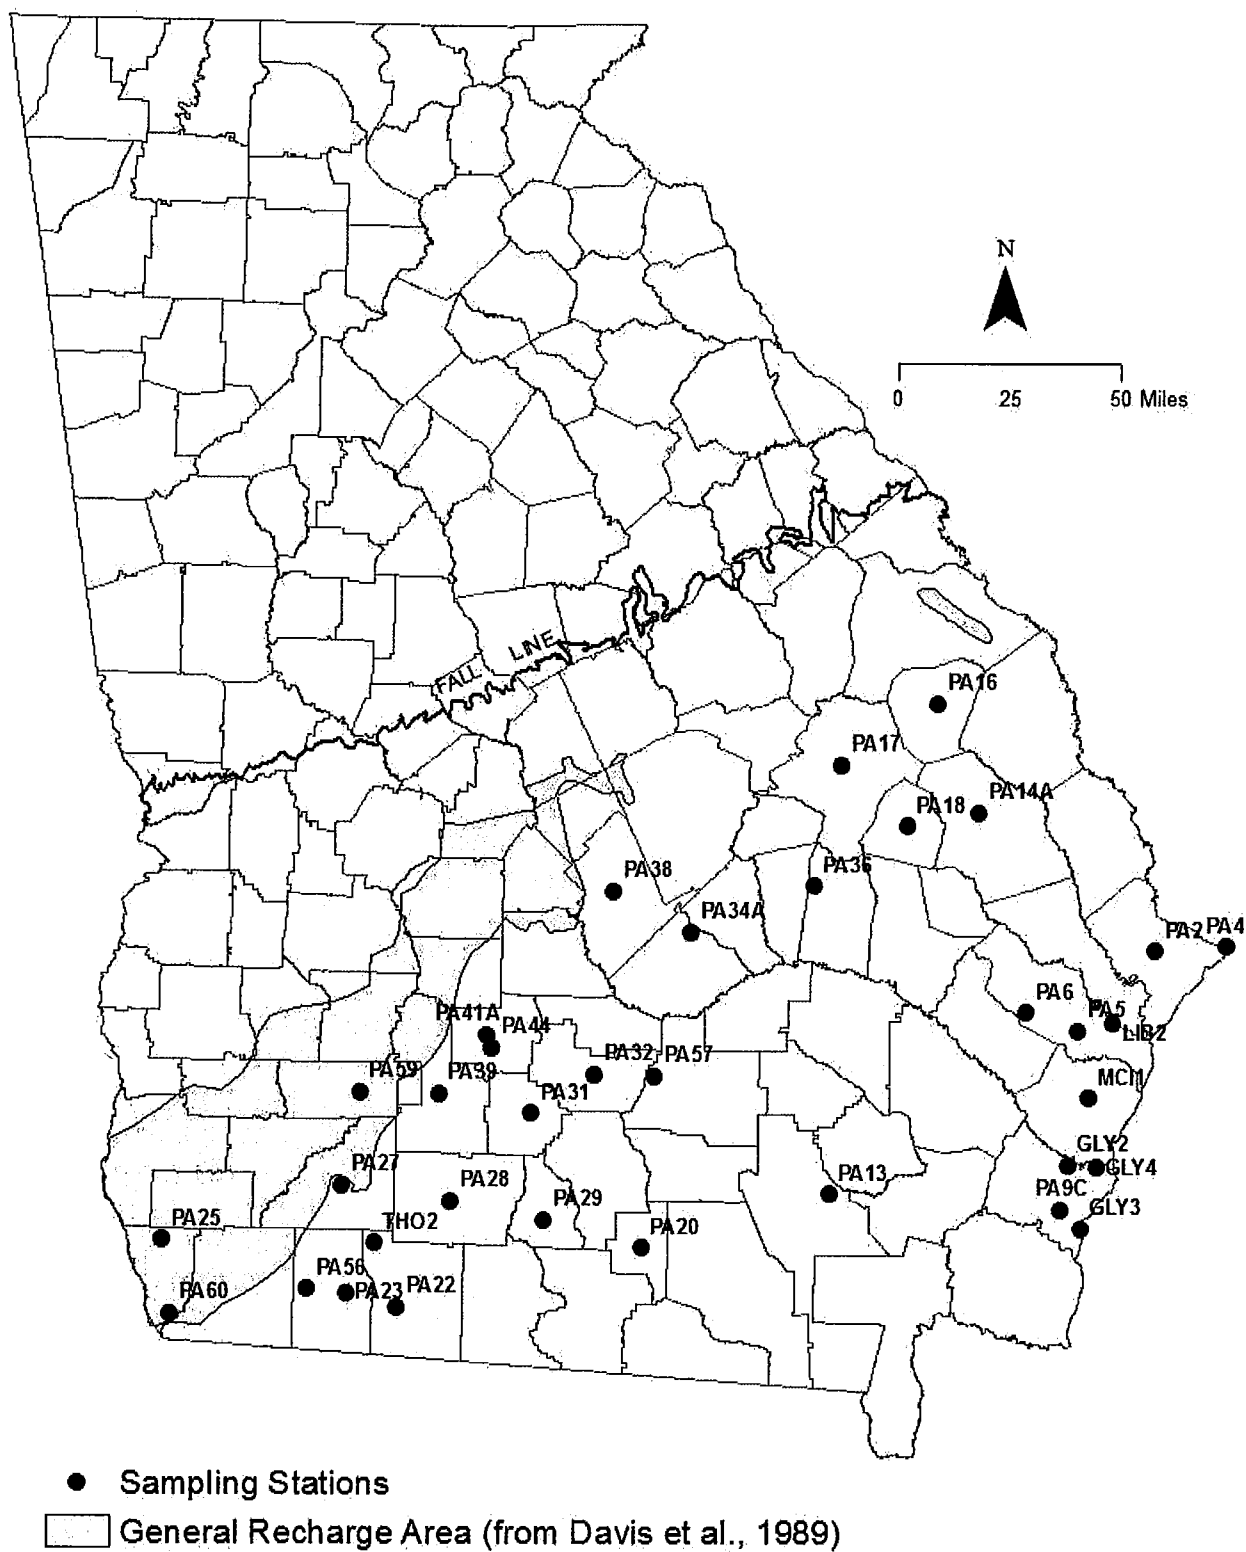 N
0 25 50 Miles
FALL LINE
PA16
PA17
PA14A
PA18
PA38
PA36
PA34A
PA2
PA4
PA6
PA5
LIB2
PA41A
PA44
PA32
PA57
PA59
PA39
MCI1
PA31
GLY2
GLY4
PA27
PA28
PA13
PA29
PA9C
GLY3
PA25
THO2
PA20
PA56
PA23
PA22
PA60
Sampling Stations
General Recharge Area (from Davis et al., 1989)